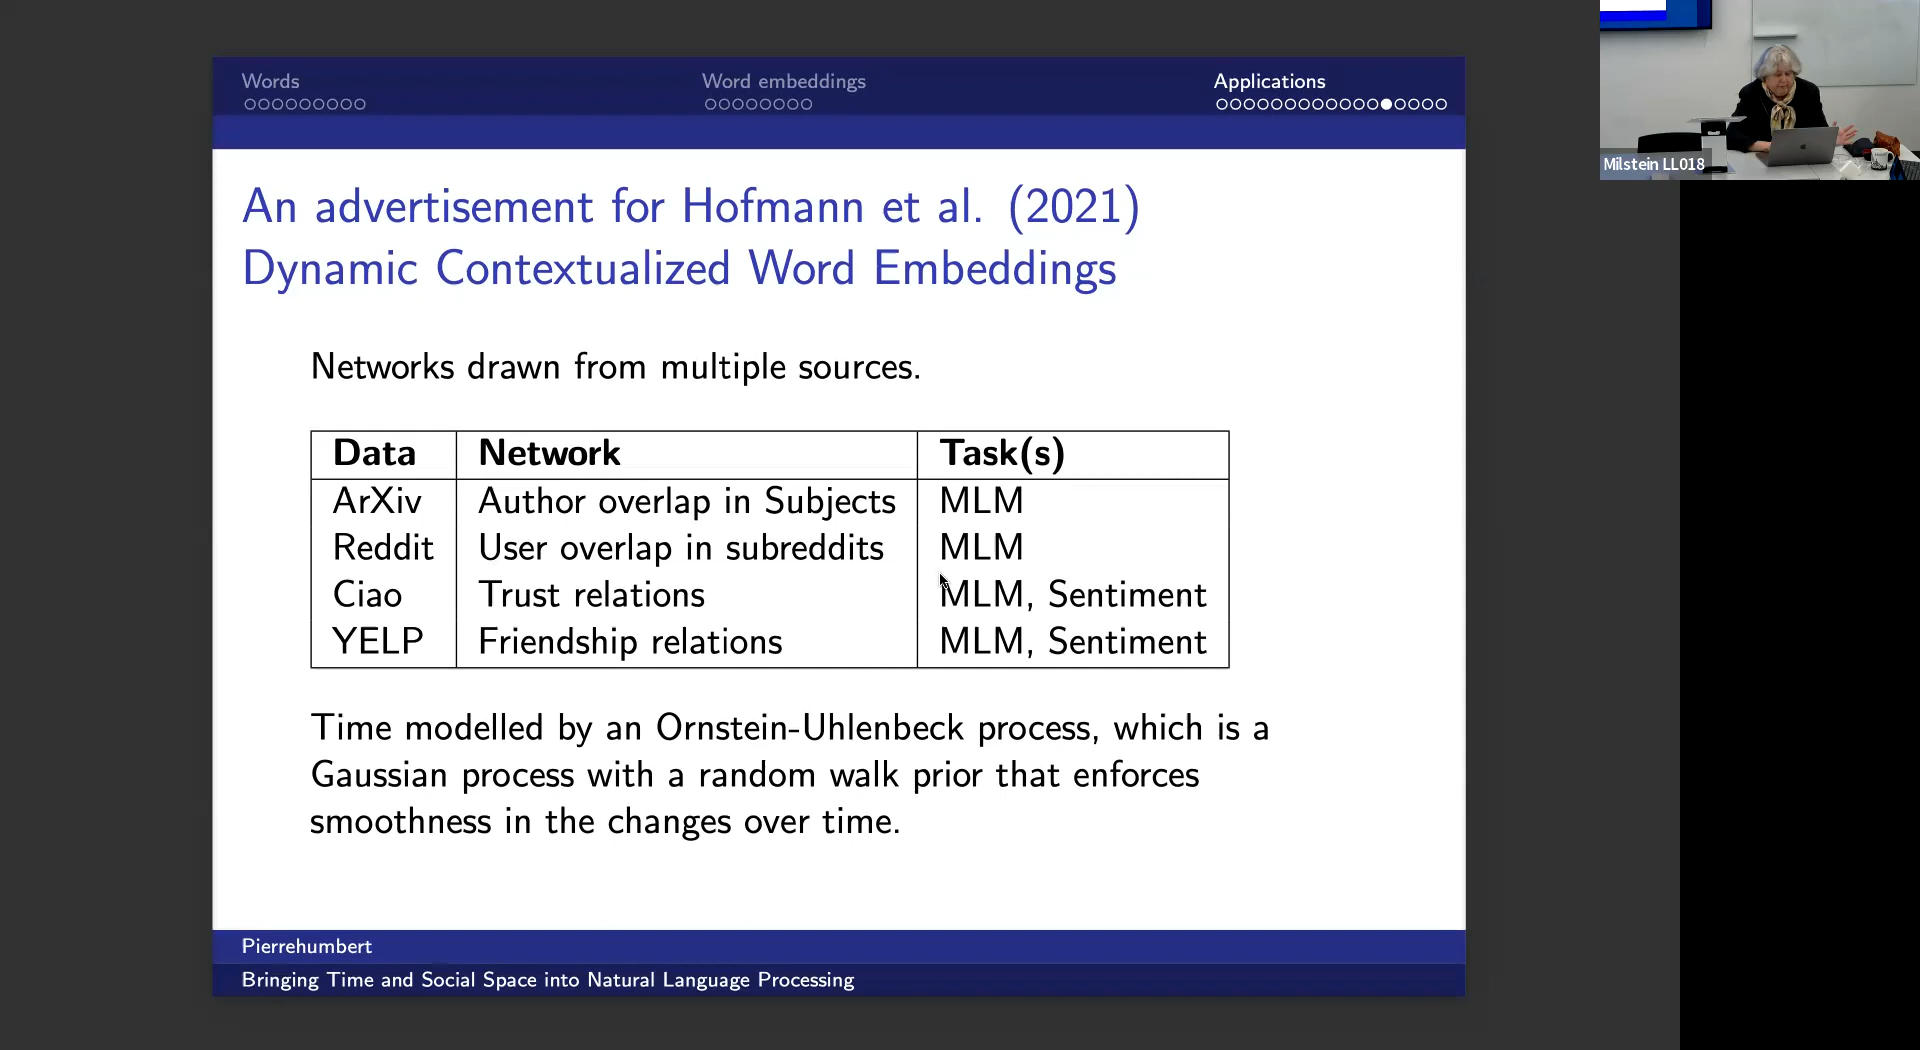 Words
Word embeddings
Applications
An advertisement for Hofmann et al. (2021)
Dynamic Contextualized Word Embeddings
Networks drawn from multiple sources.
Data Network Task(s)
ArXiv Author overlap in Subjects MLM
Reddit User overlap in subreddits MLM
Ciao Trust relations MLM, Sentiment
YELP Friendship relations MLM, Sentiment
Time modelled by an Ornstein-Uhlenbeck process, which is a
Gaussian process with a random walk prior that enforces
smoothness in the changes over time.
Pierrehumbert
Bringing Time and Social Space into Natural Language Processing
Milstein LL018